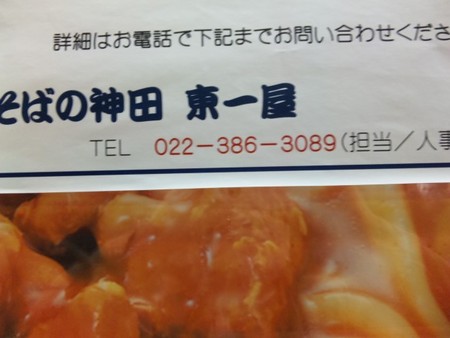 詳細はお電話で下記までお問い合わせくださ
そばの神田 東一屋
TEL 022-386-3089(担当/人事